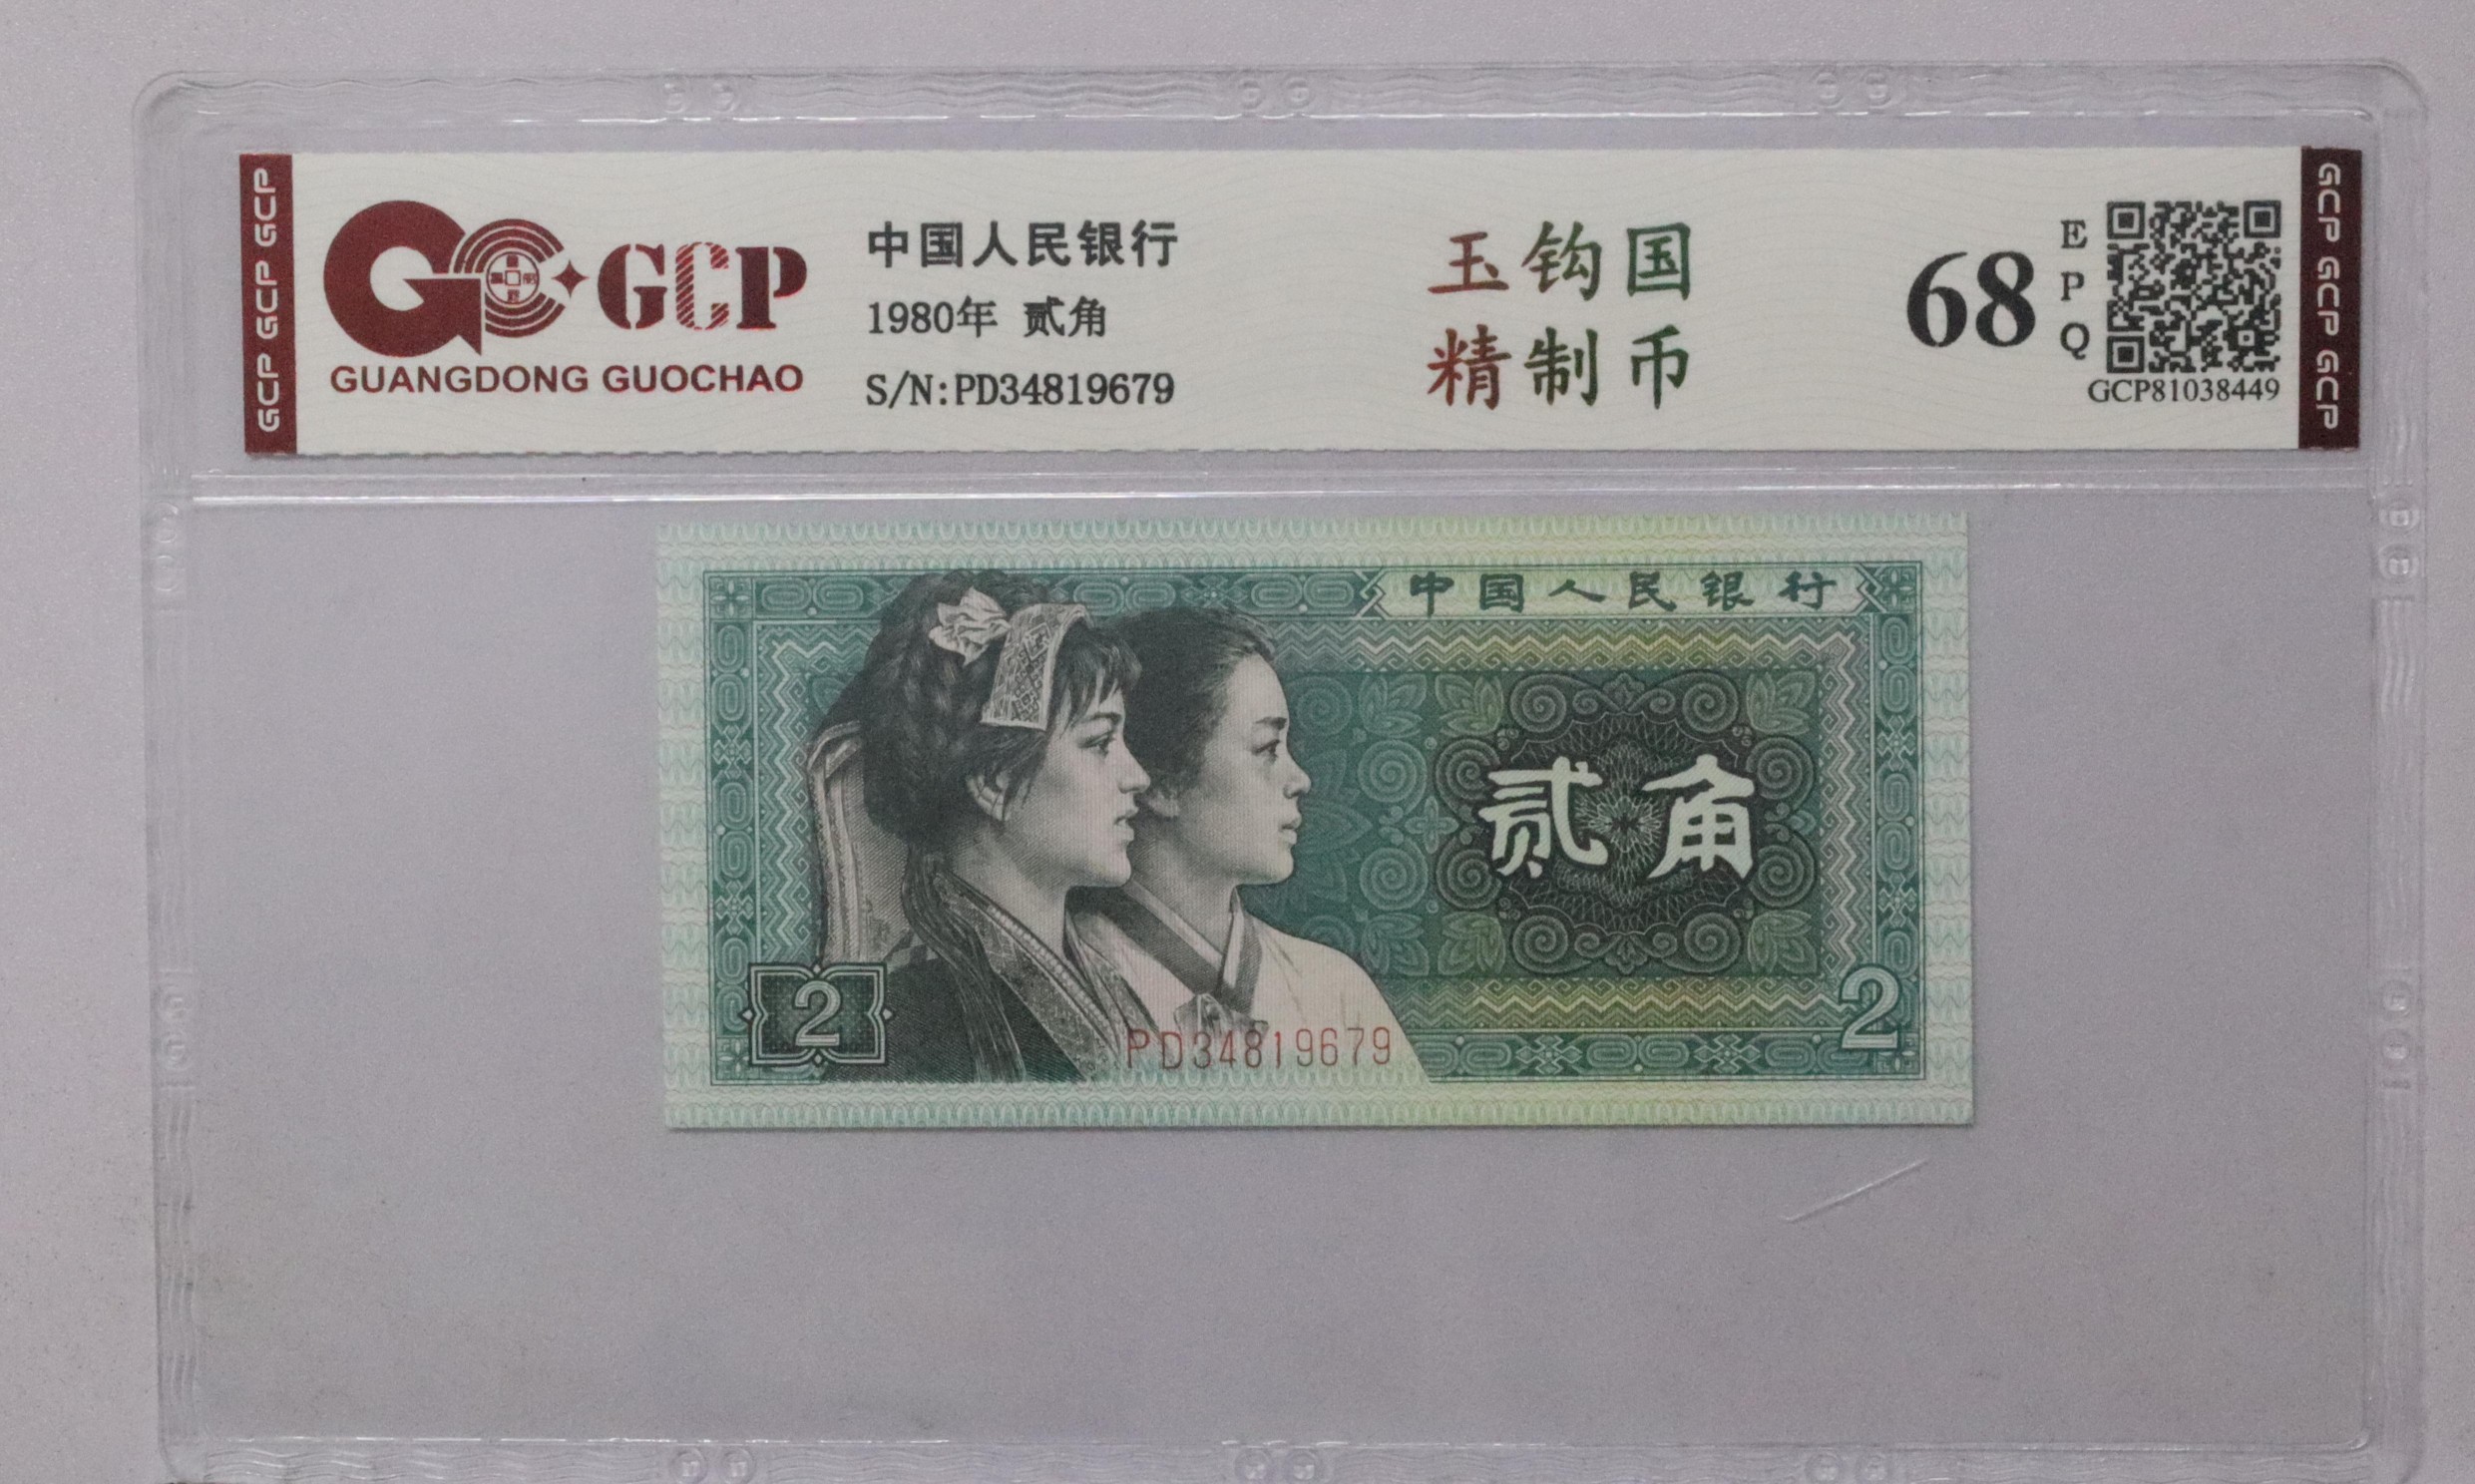 GCP GCP GCP
GCP
GUANGDONG GUOCHAO
中国人民银行
1980年 贰角
S/N:PD34819679
玉钩国
精制币
68
EPQ
GCP81038449
GCP GCP GCP
中国人民银行
贰角
2
PD34819679
2